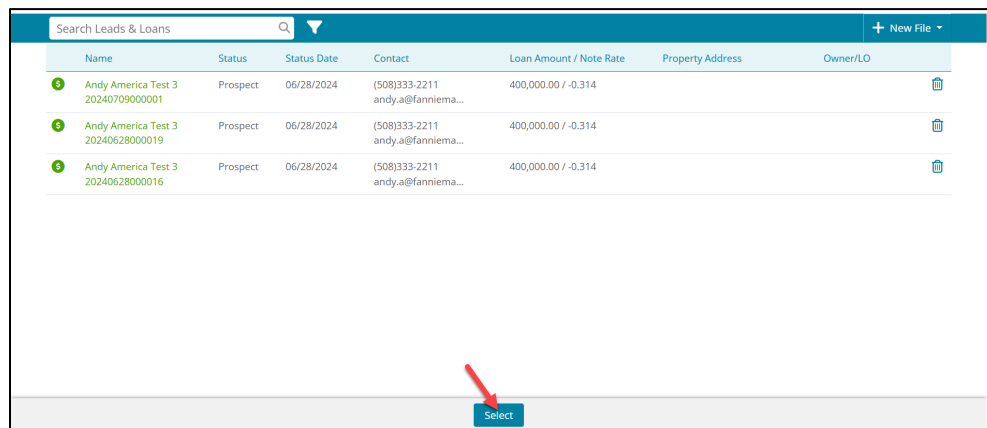 Search Leads & Loans
+ New File
Name Status Status Date Contact Loan Amount / Note Rate Property Address Owner/LO
Andy America Test 3 Prospect 06/28/2024 (508)333-2211 400,000.00 / -0.314
20240709000001 andy.a@fanniema...
Andy America Test 3 Prospect 06/28/2024 (508)333-2211 400,000.00 / -0.314
20240628000019 andy.a@fanniema...
Andy America Test 3 Prospect 06/28/2024 (508)333-2211 400,000.00 / -0.314
20240628000016 andy.a@fanniema...
Select